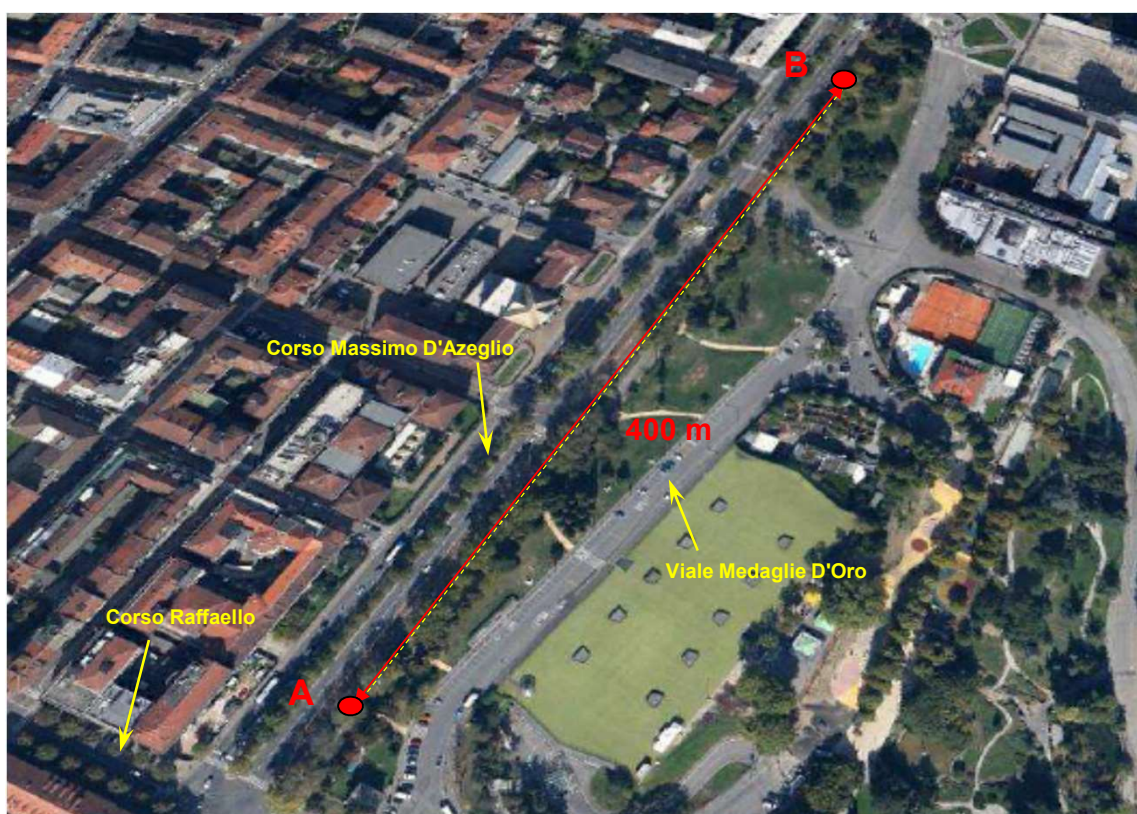 B
Corso Massimo D'Azeglio
400 m
Viale Medaglie D'Oro
Corso Raffaello
A